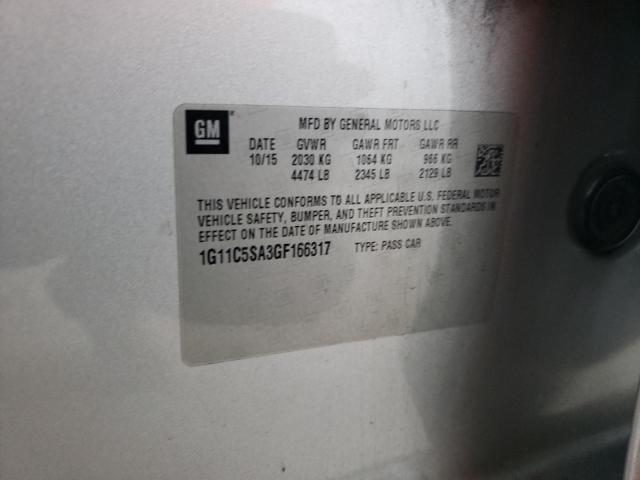 GM
MFD BY GENERAL MOTORS LLC
DATE GVWR GAWR FRT GAWR RR
10/15 2030 KG 1064 KG 966 KG
4474 LB 2345 LB 2129 LB
THIS VEHICLE CONFORMS TO ALL APPLICABLE U.S. FEDERAL MOTOR
VEHICLE SAFETY, BUMPER, AND THEFT PREVENTION STANDARDS IN
EFFECT ON THE DATE OF MANUFACTURE SHOWN ABOVE.
1G11C5SA3GF166317 TYPE: PASS CAR